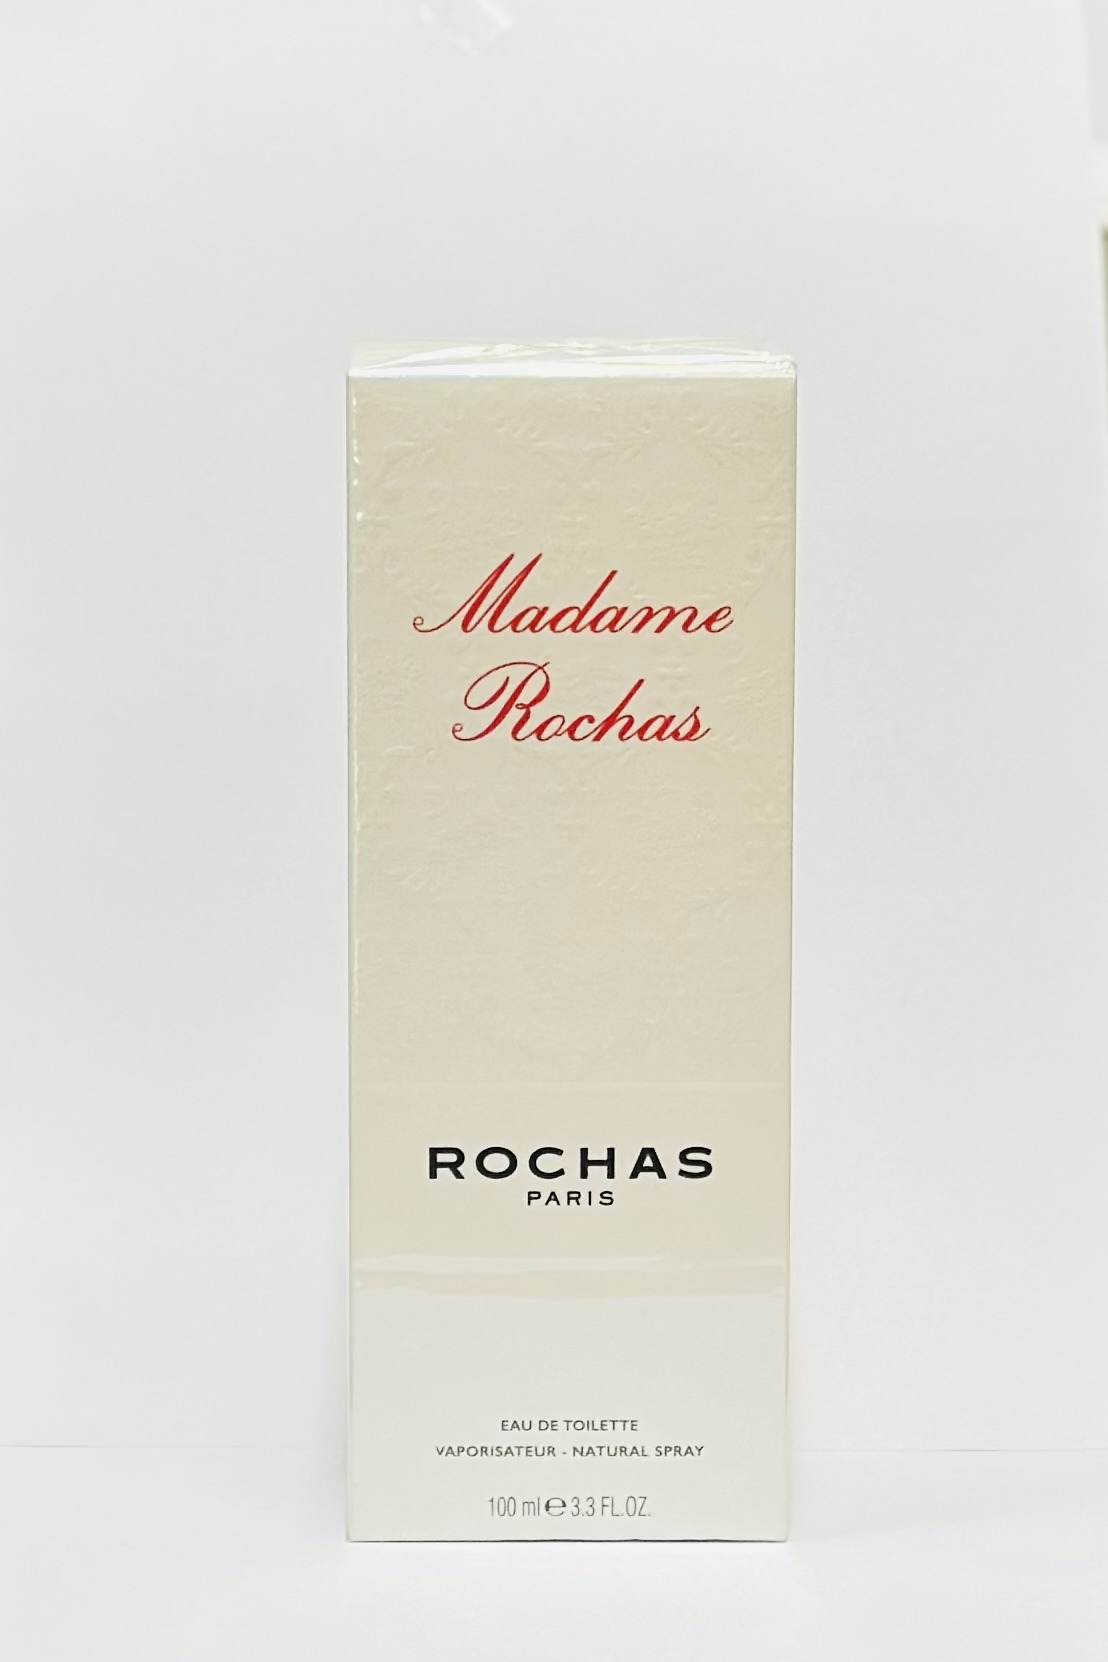 Madame
Rochas
ROCHAS
PARIS
EAU DE TOILETTE
VAPORISATEUR - NATURAL SPRAY
100 ml ℮ 3.3 FL.OZ.